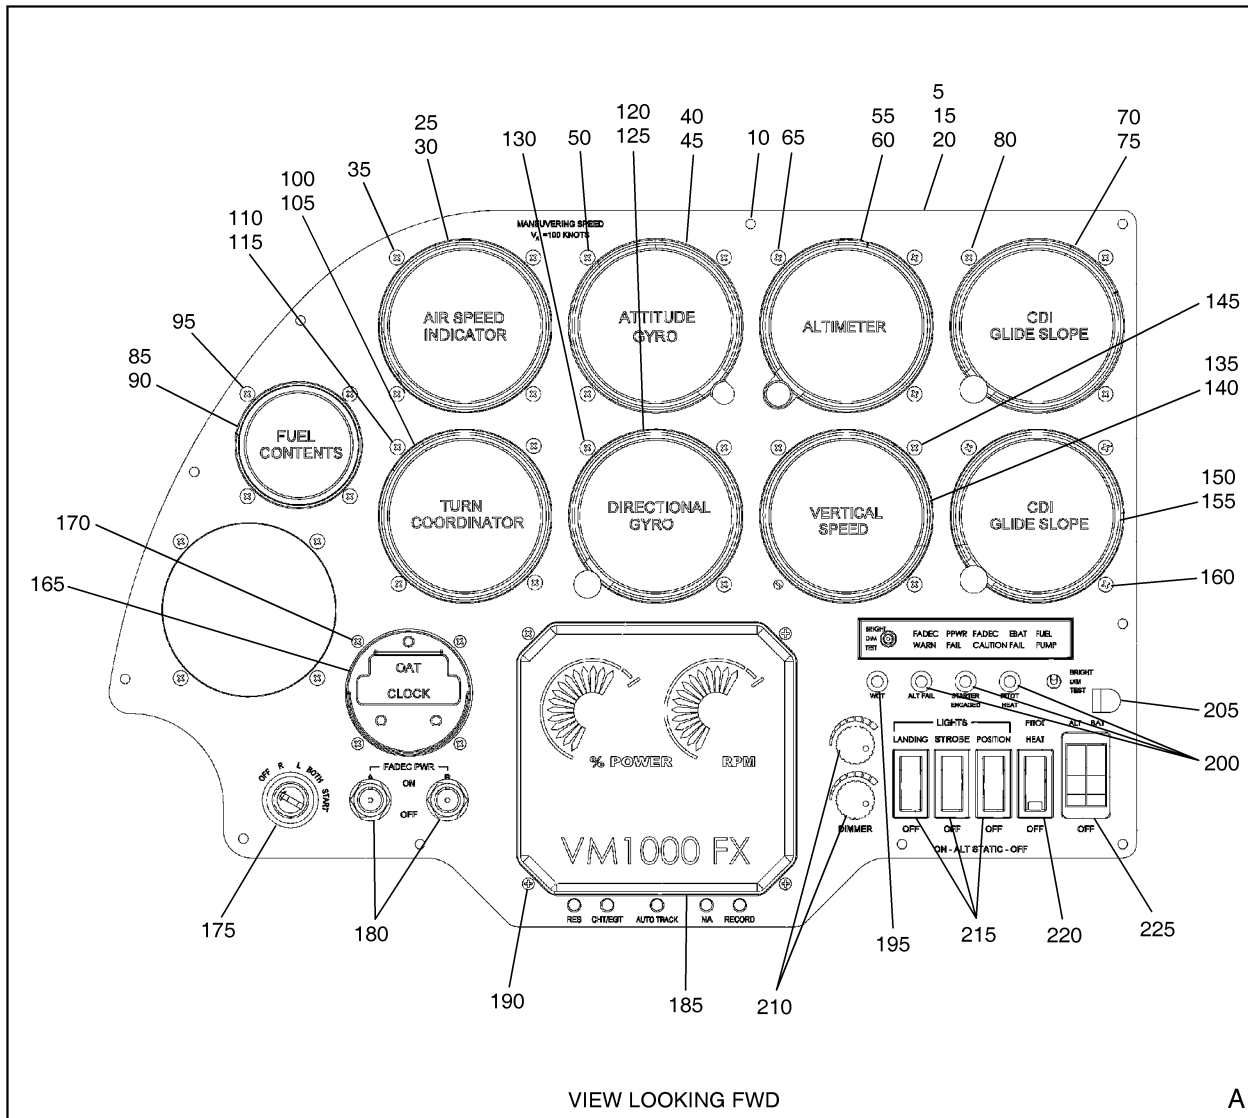 5
25
120
40
55
15
70
30
130
50
125
45
10
65
60
20
80
75
35
100
105
110
115
MANEUVERING SPEED
VA =100 KNOTS
AIR SPEED
INDICATOR
ATTITUDE
GYRO
ALTIMETER
CDI
GLIDE SLOPE
145
95
85
90
135
140
FUEL
CONTENTS
TURN
COORDINATOR
DIRECTIONAL
GYRO
VERTICAL
SPEED
CDI
GLIDE SLOPE
150
155
170
165
160
BRIGHT
DIM
TEST
FADEC PPWR FADEC EBAT FUEL
WARN FAIL CAUTION FAIL PUMP
OAT
CLOCK
WOT
ALT FAIL
STARTER
ENGAGED
PITOT
HEAT
BRIGHT
DIM
TEST
205
200
LIGHTS
LANDING STROBE POSITION
PITOT
HEAT
ALT BAT
% POWER
RPM
FADEC PWR
A ON B
OFF
OFF R L BOTH START
DIMMER
OFF OFF OFF OFF OFF
VM1000 FX
ON - ALT STATIC - OFF
RES CHT/EGT AUTO TRACK N/A RECORD
175
180
190
185
210
195
215
220
225
VIEW LOOKING FWD
A